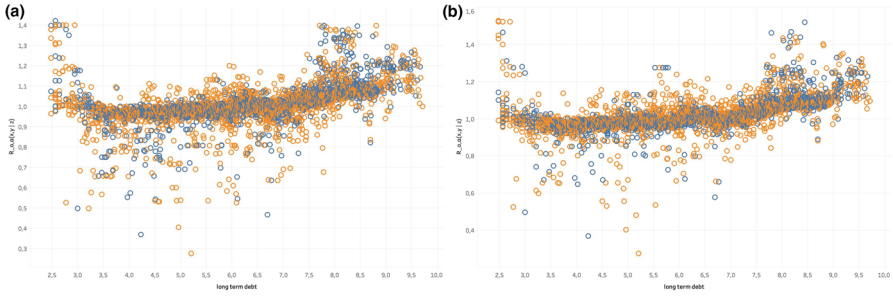 (a)
1,4
1,3
1,2
1,1
1,0
0,9
0,8
0,7
0,6
0,5
0,4
0,3
R_o,α(x,y | z)
2,5 3,0 3,5 4,0 4,5 5,0 5,5 6,0 6,5 7,0 7,5 8,0 8,5 9,0 9,5 10,0
long term debt
(b)
1,6
1,4
1,2
1,0
0,8
0,6
0,4
R_o,α(x,y | z)
2,5 3,0 3,5 4,0 4,5 5,0 5,5 6,0 6,5 7,0 7,5 8,0 8,5 9,0 9,5 10,0
long term debt